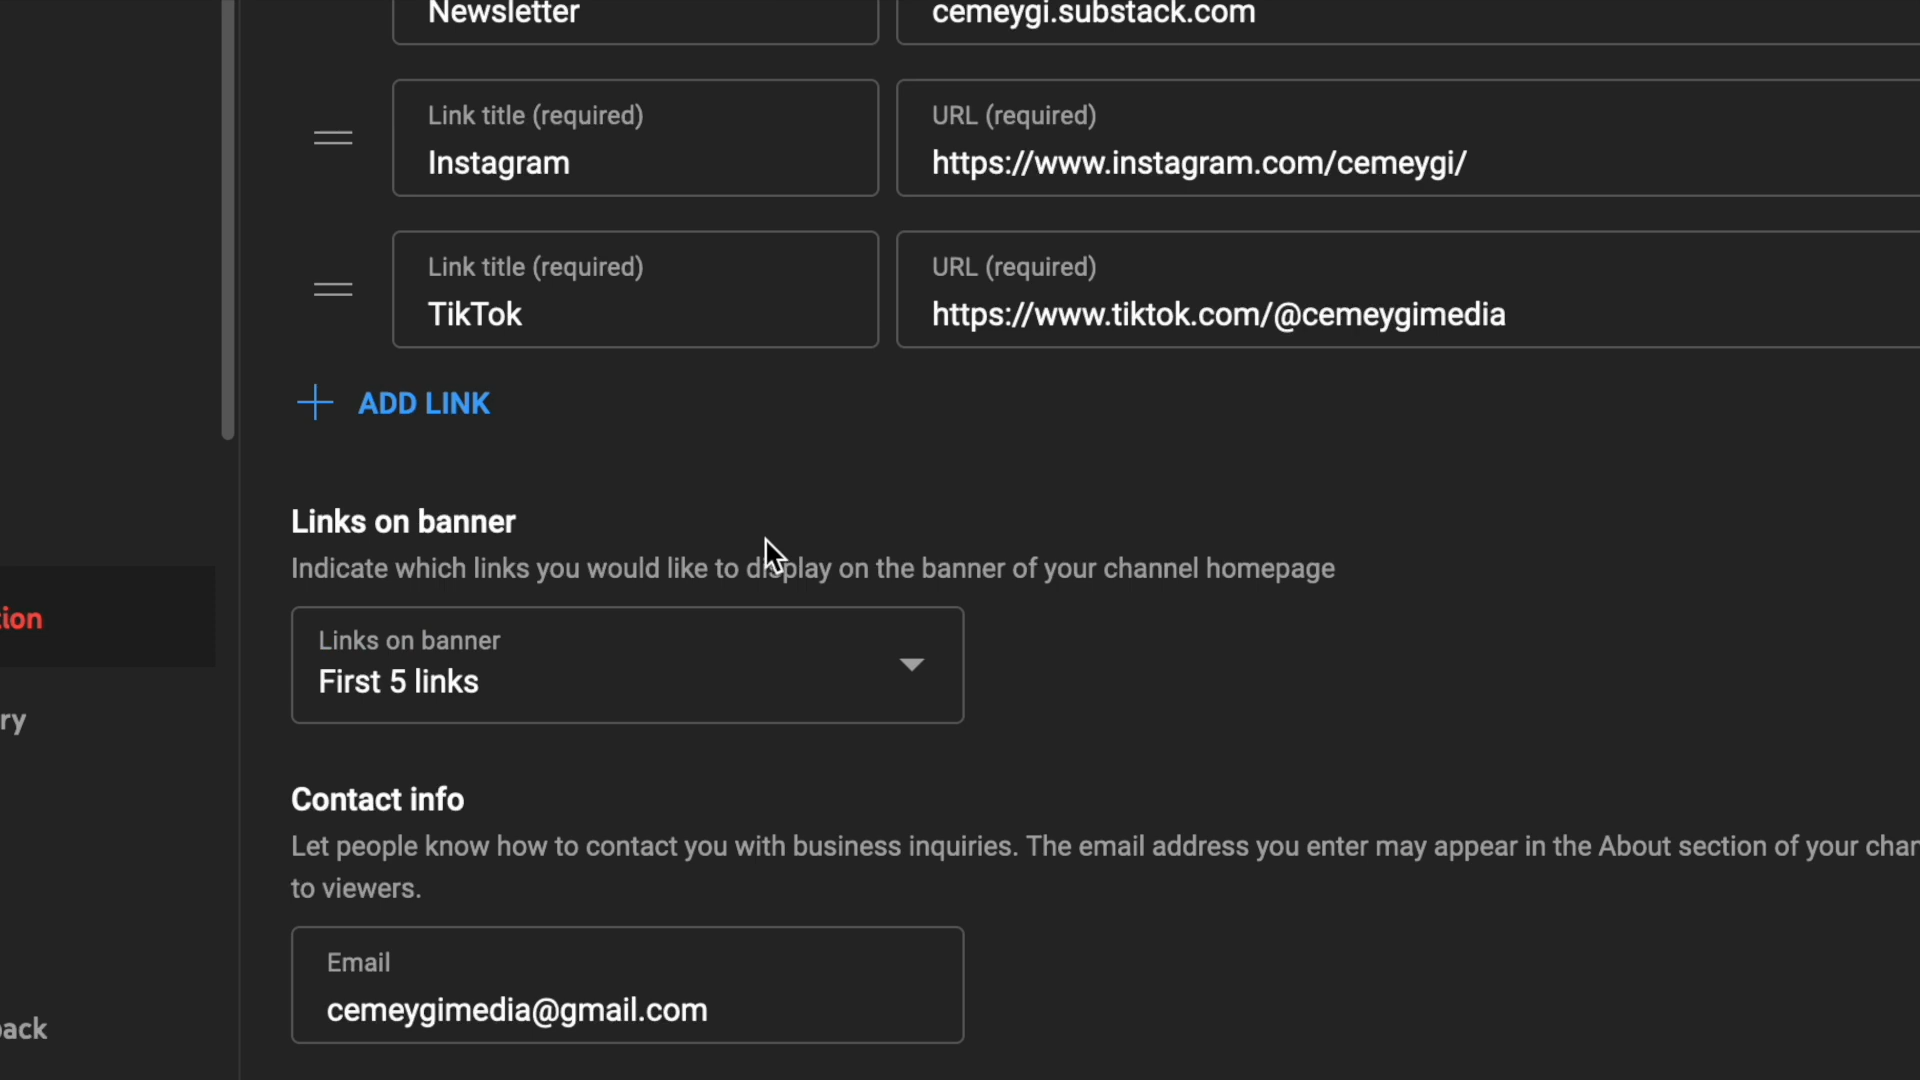 Newsletter
cemeygi.substack.com
Link title (required)
Instagram
URL (required)
https://www.instagram.com/cemeygi/
Link title (required)
TikTok
URL (required)
https://www.tiktok.com/@cemeygimedia
ADD LINK
Links on banner
Indicate which links you would like to display on the banner of your channel homepage
Links on banner
First 5 links
tion
ry
Contact info
Let people know how to contact you with business inquiries. The email address you enter may appear in the About section of your chan
to viewers.
Email
cemeygimedia@gmail.com
back